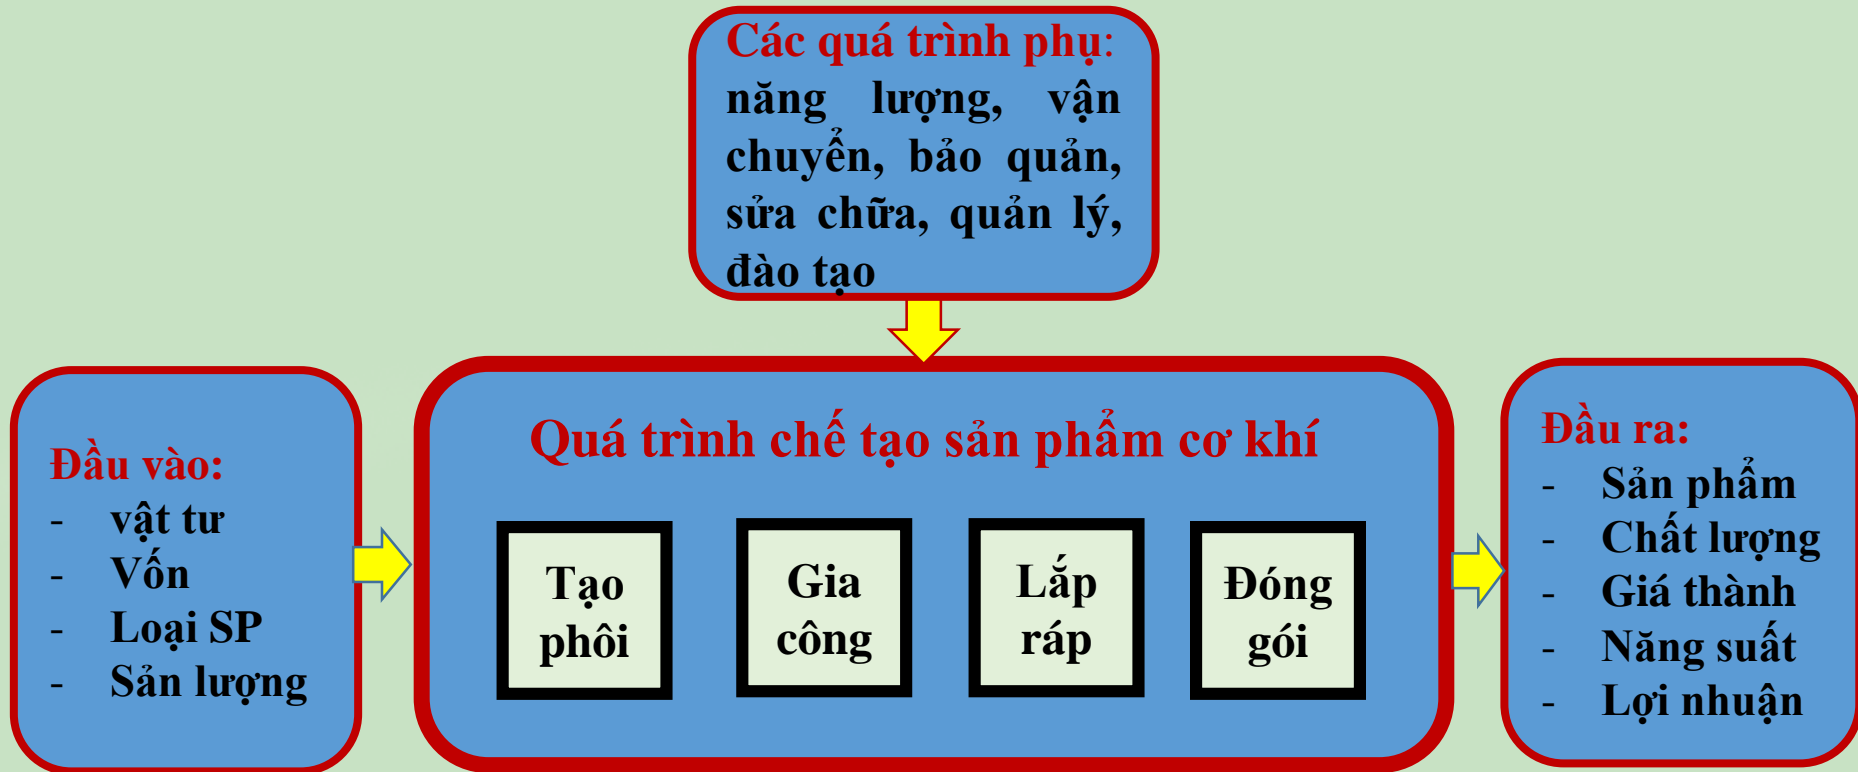 Các quá trình phụ:
năng lượng, vận
chuyển, bảo quản,
sửa chữa, quản lý,
đào tạo
Đầu vào:
- vật tư
- Vốn
- Loại SP
- Sản lượng
Quá trình chế tạo sản phẩm cơ khí
Tạo
phôi
Gia
công
Lắp
ráp
Đóng
gói
Đầu ra:
- Sản phẩm
- Chất lượng
- Giá thành
- Năng suất
- Lợi nhuận